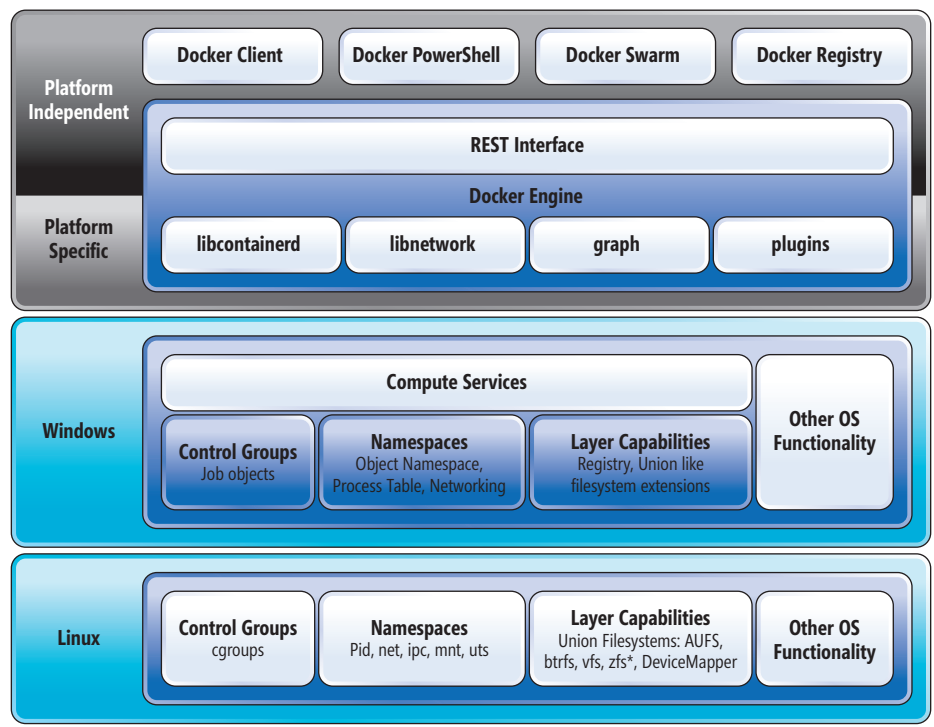 Docker Client
Docker PowerShell
Docker Swarm
Docker Registry
Platform
Independent
REST Interface
Docker Engine
Platform
Specific
libcontainerd
libnetwork
graph
plugins
Windows
Compute Services
Control Groups
Job objects
Namespaces
Object Namespace,
Process Table, Networking
Layer Capabilities
Registry, Union like
filesystem extensions
Other OS
Functionality
Linux
Control Groups
cgroups
Namespaces
Pid, net, ipc, mnt, uts
Layer Capabilities
Union Filesystems: AUFS,
btrfs, vfs, zfs*, DeviceMapper
Other OS
Functionality